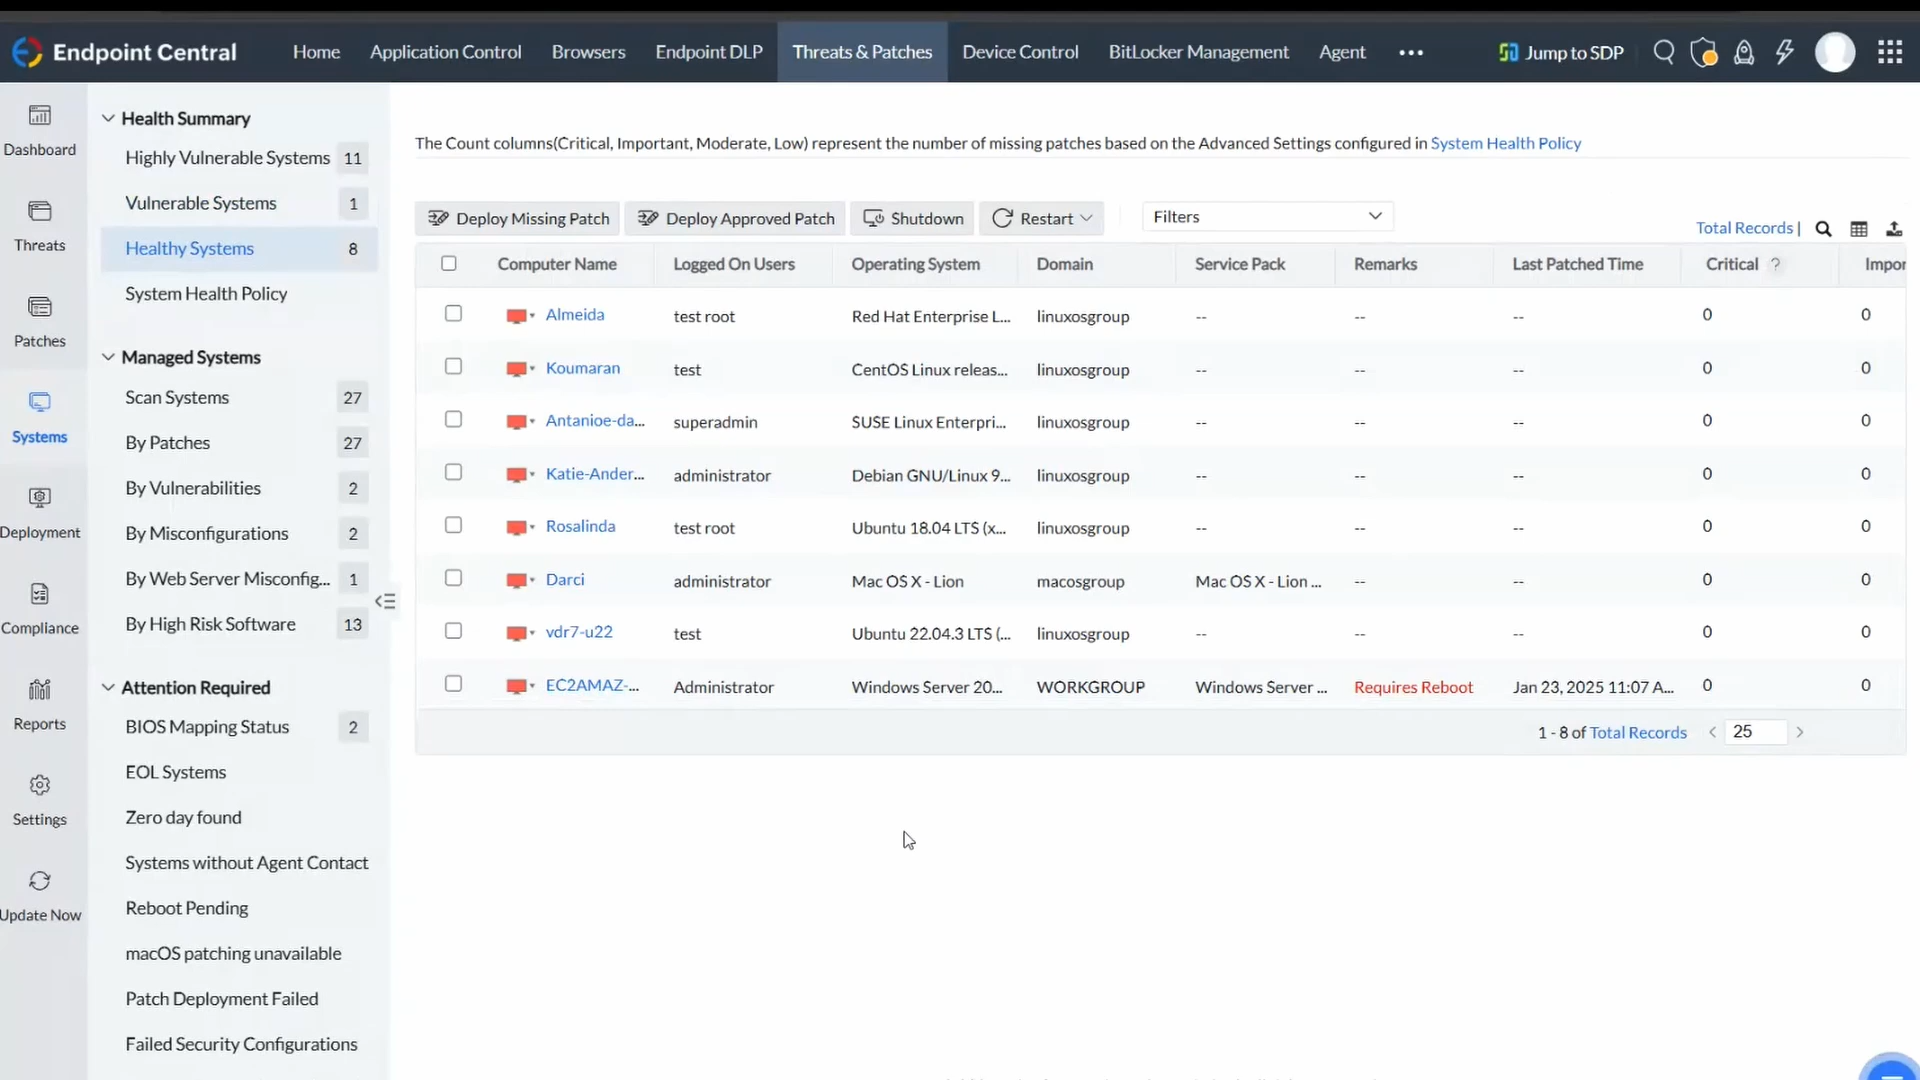 Endpoint Central
Home
Application Control
Browsers
Endpoint DLP
Threats & Patches
Device Control
BitLocker Management
Agent
Jump to SDP
Dashboard
Threats
Patches
Systems
Deployment
Compliance
Reports
Settings
Update Now
Health Summary
Highly Vulnerable Systems 11
Vulnerable Systems 1
Healthy Systems 8
System Health Policy
Managed Systems
Scan Systems 27
By Patches 27
By Vulnerabilities 2
By Misconfigurations 2
By Web Server Misconfig... 1
By High Risk Software 13
Attention Required
BIOS Mapping Status 2
EOL Systems
Zero day found
Systems without Agent Contact
Reboot Pending
macOS patching unavailable
Patch Deployment Failed
Failed Security Configurations
The Count columns(Critical, Important, Moderate, Low) represent the number of missing patches based on the Advanced Settings configured in System Health Policy
Deploy Missing Patch
Deploy Approved Patch
Shutdown
Restart
Filters
Total Records |
Computer Name Logged On Users Operating System Domain Service Pack Remarks Last Patched Time Critical ? Impor
Almeida test root Red Hat Enterprise L... linuxosgroup -- -- -- 0 0
Koumaran test CentOS Linux releas... linuxosgroup -- -- -- 0 0
Antanioe-da... superadmin SUSE Linux Enterpri... linuxosgroup -- -- -- 0 0
Katie-Ander... administrator Debian GNU/Linux 9... linuxosgroup -- -- -- 0 0
Rosalinda test root Ubuntu 18.04 LTS (x... linuxosgroup -- -- -- 0 0
Darci administrator Mac OS X - Lion macosgroup Mac OS X - Lion ... -- -- 0 0
vdr7-u22 test Ubuntu 22.04.3 LTS (... linuxosgroup -- -- -- 0 0
EC2AMAZ-... Administrator Windows Server 20... WORKGROUP Windows Server ... Requires Reboot Jan 23, 2025 11:07 A... 0 0
1 - 8 of Total Records < 25 >